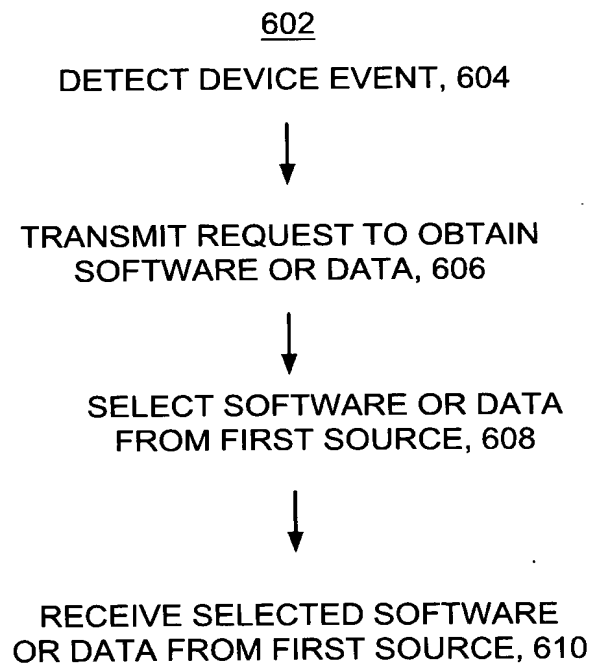 602
DETECT DEVICE EVENT, 604
TRANSMIT REQUEST TO OBTAIN
SOFTWARE OR DATA, 606
SELECT SOFTWARE OR DATA
FROM FIRST SOURCE, 608
RECEIVE SELECTED SOFTWARE
OR DATA FROM FIRST SOURCE, 610